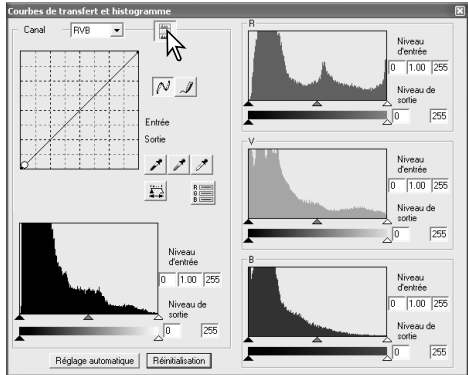 Courbes de transfert et histogramme
Canal
RVB
Entrée
Sortie
R
G
B
Niveau
d'entrée
0 1.00 255
Niveau de
sortie
0 255
Réglage automatique
Réinitialisation
R
Niveau
d'entrée
0 1.00 255
Niveau de
sortie
0 255
V
Niveau
d'entrée
0 1.00 255
Niveau de
sortie
0 255
B
Niveau
d'entrée
0 1.00 255
Niveau de
sortie
0 255